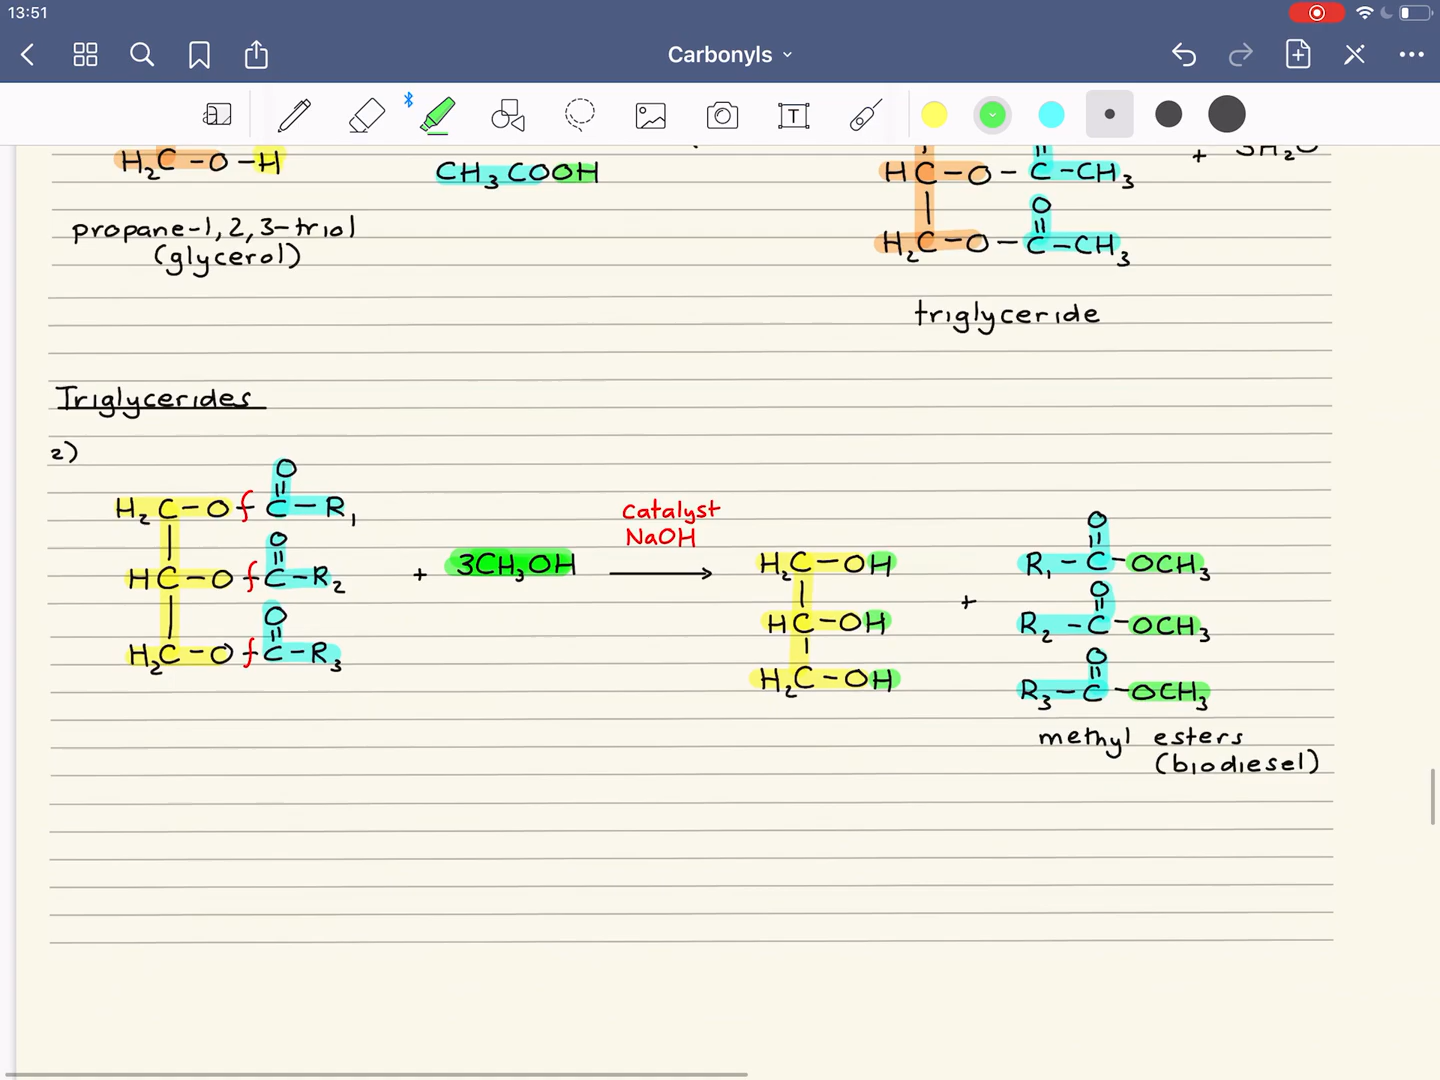 13:51
Carbonyls
T
H₂C-O-H
CH₃COOH
HC-O-C-CH₃
+
O
H₂C-O-C-CH₃
propane-1,2,3-triol
(glycerol)
triglyceride
Triglycerides
2)
O
H₂C-O-C-R₁
O
HC-O-C-R₂
O
H₂C-O-C-R₃
+ 3CH₃OH
catalyst
NaOH
→
H₂C-OH
HC-OH
H₂C-OH
+
O
R₁-C-OCH₃
O
R₂-C-OCH₃
O
R₃-C-OCH₃
methyl esters
(biodiesel)